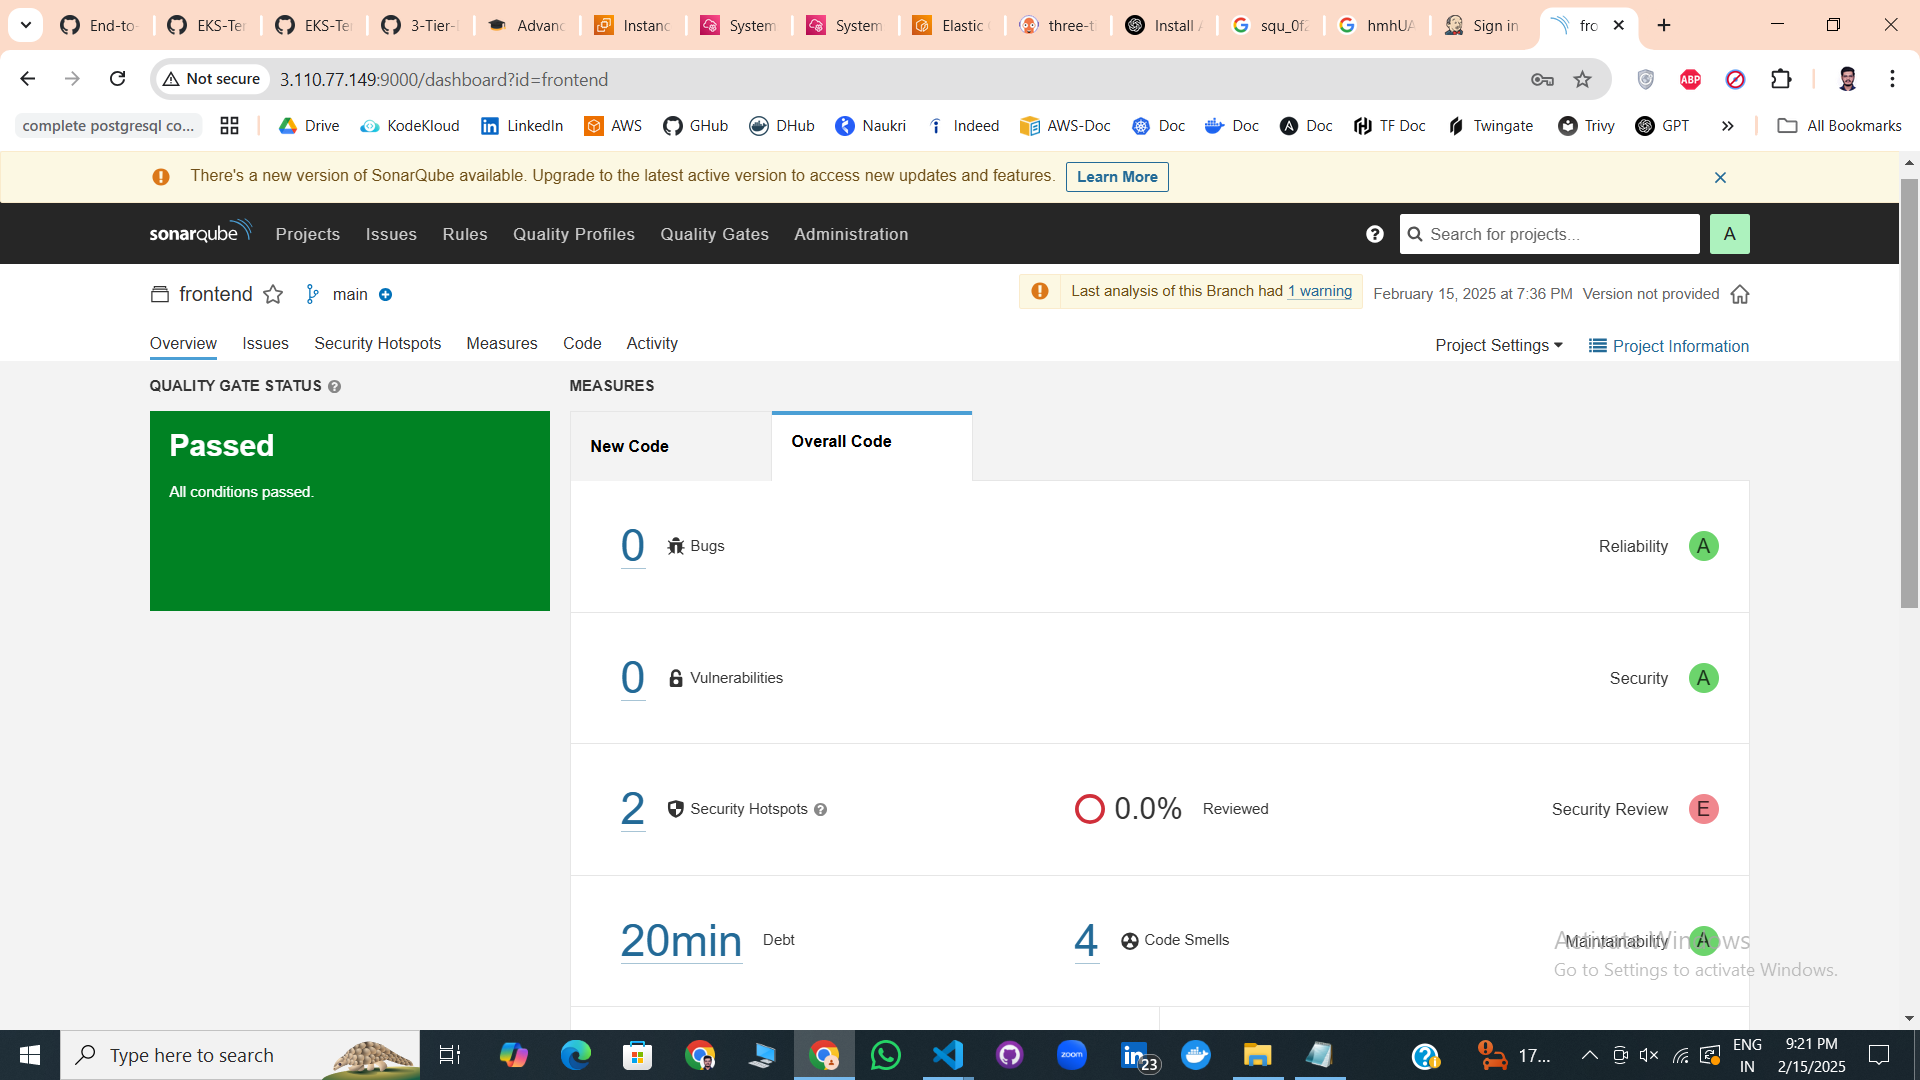 End-to-
EKS-Ter
EKS-Te
3-Tier-
Advanc
Instanc
System
System
Elastic
three-ti
Install
squ_0f
hmhUA
Sign in
fro
Not secure
3.110.77.149:9000/dashboard?id=frontend
ABP
complete postgresql co...
Drive
KodeKloud
LinkedIn
AWS
GHub
DHub
Naukri
Indeed
AWS-Doc
Doc
Doc
Doc
TF Doc
Twingate
Trivy
GPT
All Bookmarks
There's a new version of SonarQube available. Upgrade to the latest active version to access new updates and features.
Learn More
sonarqube
Projects
Issues
Rules
Quality Profiles
Quality Gates
Administration
Search for projects...
A
frontend
main
Last analysis of this Branch had 1 warning
February 15, 2025 at 7:36 PM
Version not provided
Overview
Issues
Security Hotspots
Measures
Code
Activity
Project Settings
Project Information
QUALITY GATE STATUS
MEASURES
Passed
All conditions passed.
New Code
Overall Code
0 Bugs
Reliability A
0 Vulnerabilities
Security A
2 Security Hotspots
0.0% Reviewed
Security Review E
20min Debt
4 Code Smells
Maintainability A
Activate Windows
Go to Settings to activate Windows.
Type here to search
zoom
23
17...
ENG
IN
9:21 PM
2/15/2025